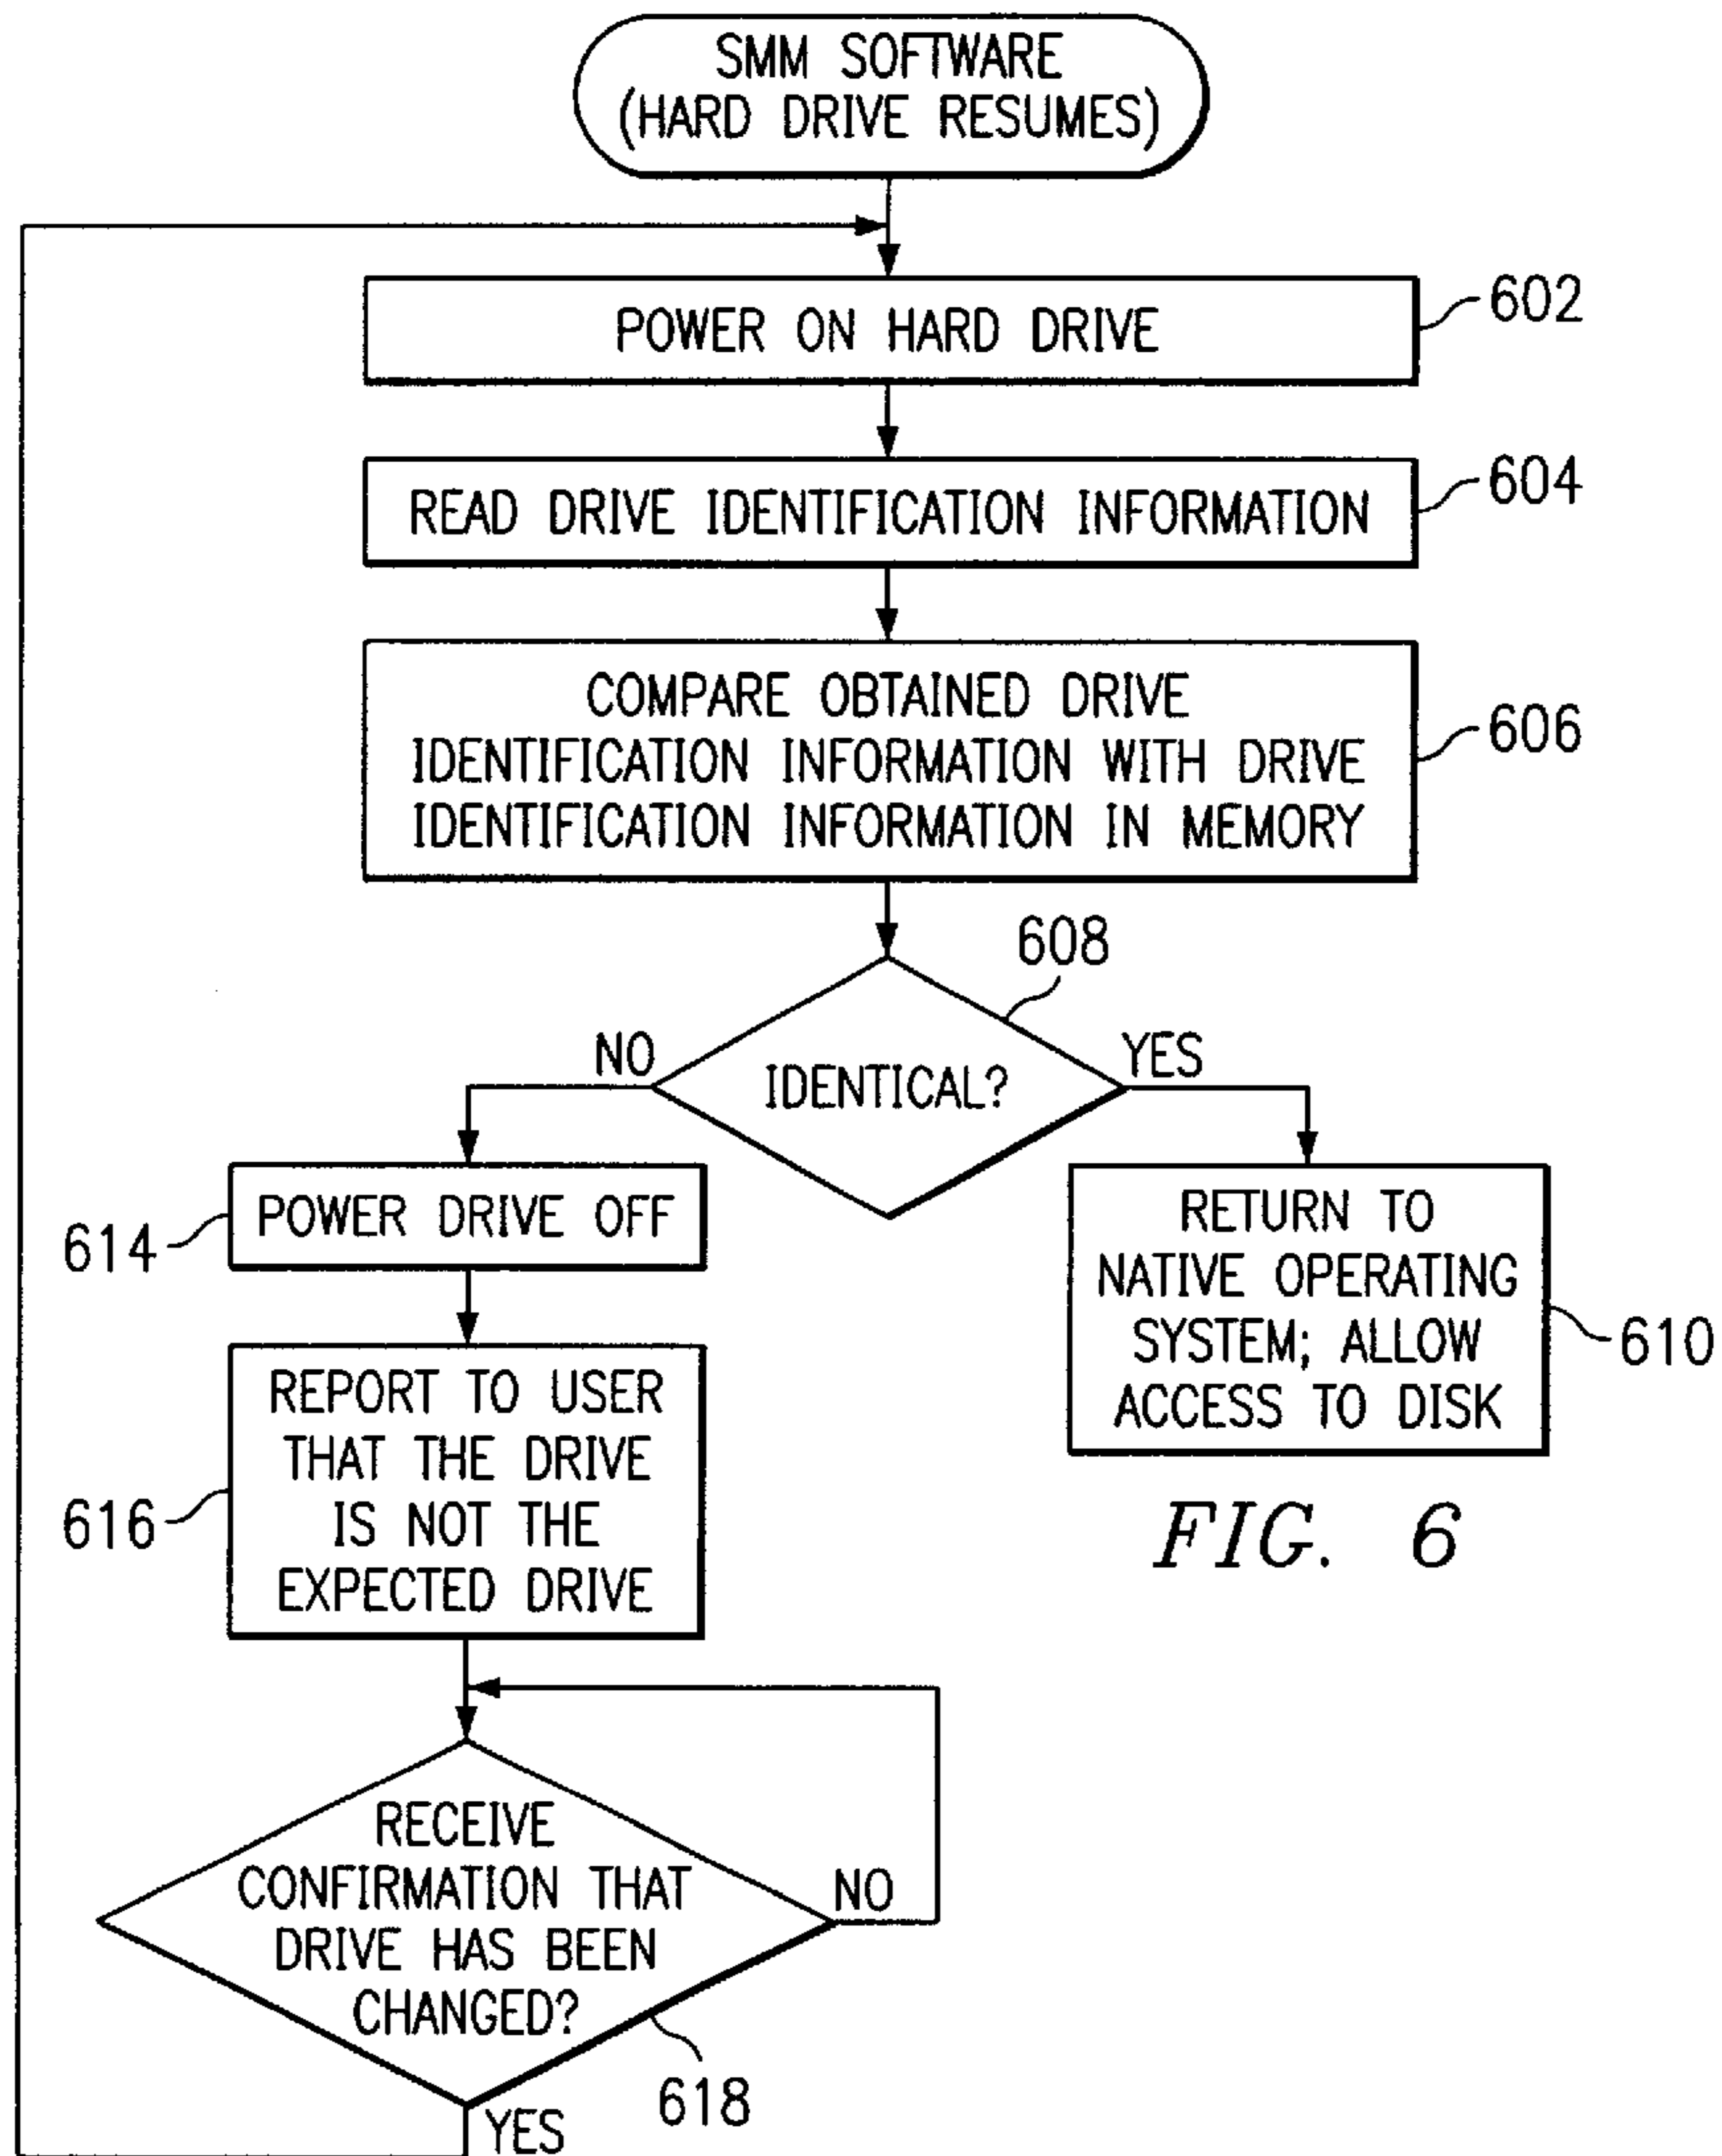 SMM SOFTWARE
(HARD DRIVE RESUMES)
POWER ON HARD DRIVE
602
READ DRIVE IDENTIFICATION INFORMATION
604
COMPARE OBTAINED DRIVE
IDENTIFICATION INFORMATION WITH DRIVE
IDENTIFICATION INFORMATION IN MEMORY
606
608
IDENTICAL?
NO
YES
POWER DRIVE OFF
614
RETURN TO
NATIVE OPERATING
SYSTEM; ALLOW
ACCESS TO DISK
610
REPORT TO USER
THAT THE DRIVE
IS NOT THE
EXPECTED DRIVE
616
FIG. 6
RECEIVE
CONFIRMATION THAT
DRIVE HAS BEEN
CHANGED?
NO
618
YES